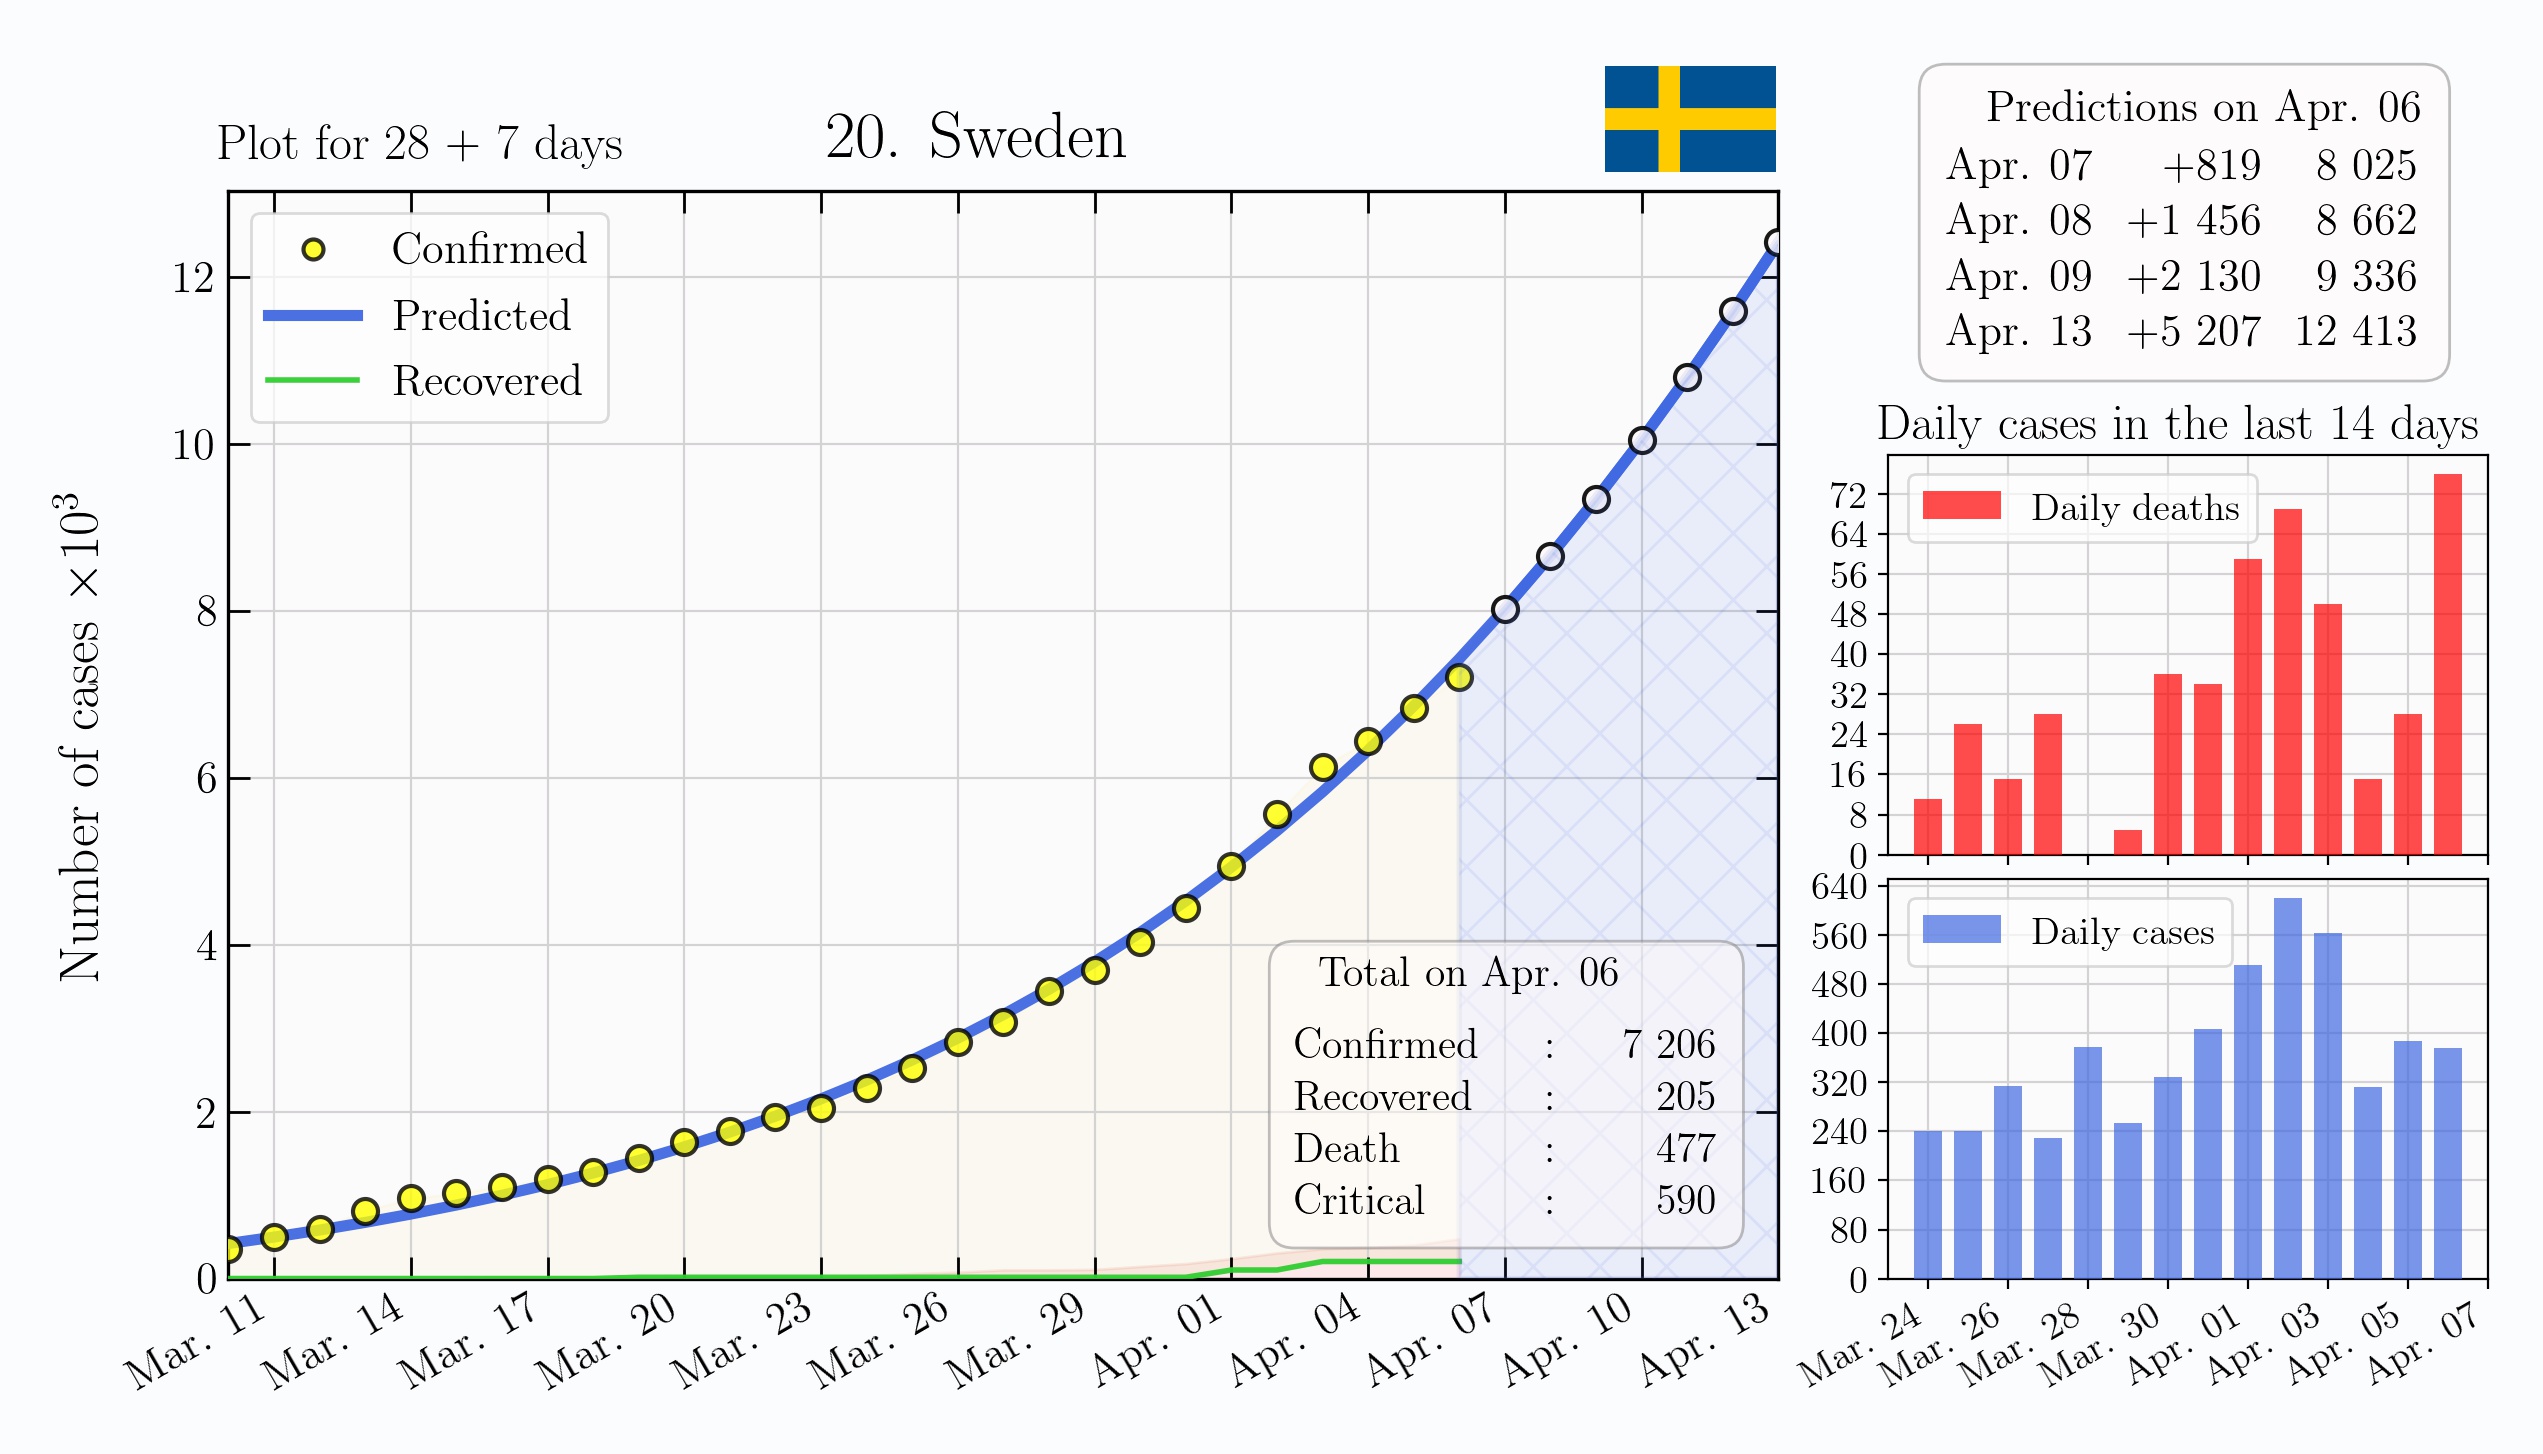 Plot for 28 + 7 days
20. Sweden
Confirmed
Predicted
Recovered
Number of cases ×10³
12
10
8
6
4
2
0
Mar. 11
Mar. 14
Mar. 17
Mar. 20
Mar. 23
Mar. 26
Mar. 29
Apr. 01
Apr. 04
Apr. 07
Apr. 10
Apr. 13
Total on Apr. 06
Confirmed : 7 206
Recovered : 205
Death : 477
Critical : 590
Predictions on Apr. 06
Apr. 07 +819 8 025
Apr. 08 +1 456 8 662
Apr. 09 +2 130 9 336
Apr. 13 +5 207 12 413
Daily cases in the last 14 days
Daily deaths
72
64
56
48
40
32
24
16
8
0
Daily cases
640
560
480
400
320
240
160
80
0
Mar. 24
Mar. 26
Mar. 28
Mar. 30
Apr. 01
Apr. 03
Apr. 05
Apr. 07